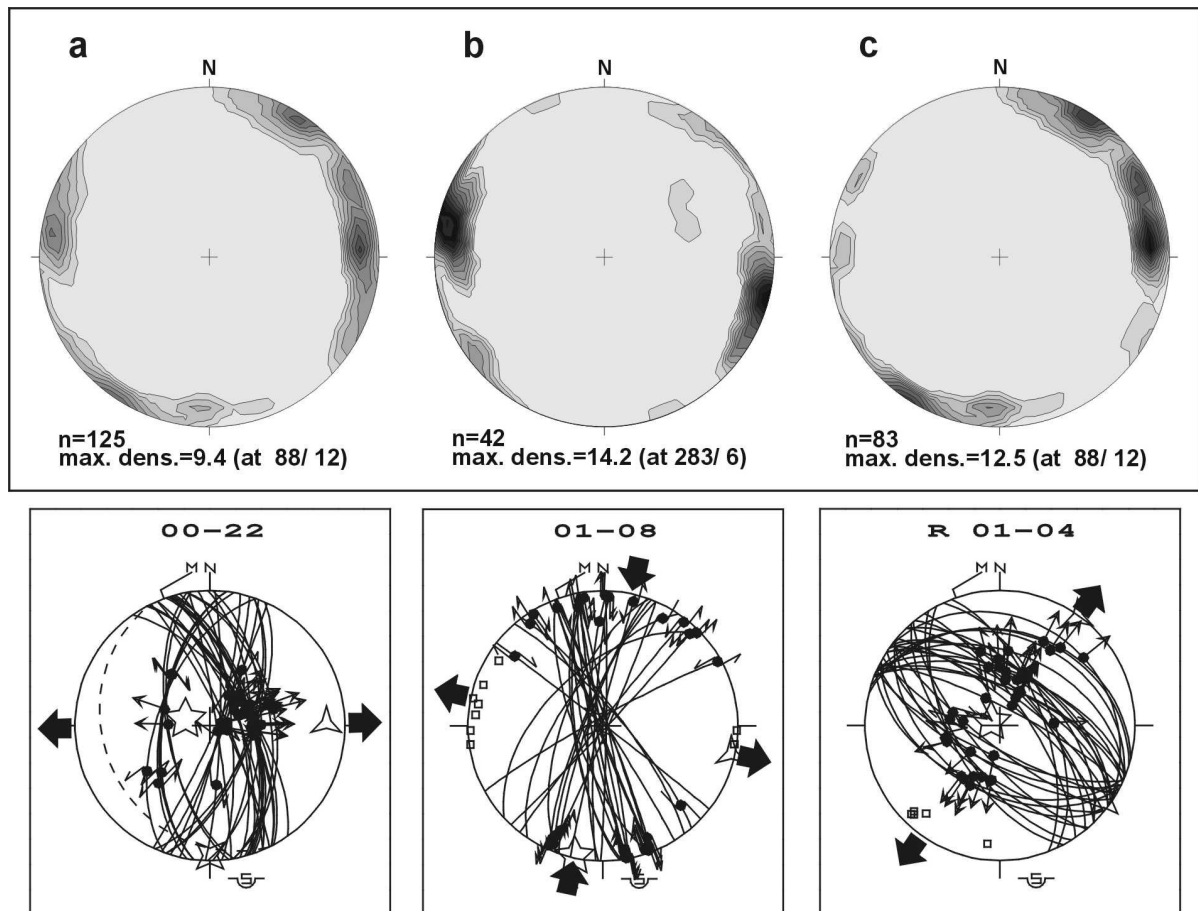 a
b
c
N
N
N
n=125
max. dens.=9.4 (at 88/ 12)
n=42
max. dens.=14.2 (at 283/ 6)
n=83
max. dens.=12.5 (at 88/ 12)
00-22
01-08
R 01-04
M N
M N
M N
S
S
S